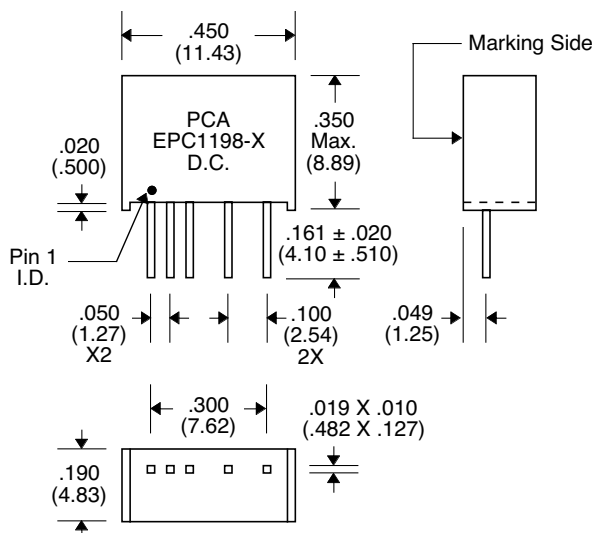 .450
(11.43)
Marking Side
PCA
EPC1198-X
D.C.
.350
Max.
(8.89)
.020
(.500)
Pin 1
I.D.
.161 ± .020
(4.10 ± .510)
.050
(1.27)
X2
.100
(2.54)
2X
.049
(1.25)
.300
(7.62)
.019 X .010
(.482 X .127)
.190
(4.83)